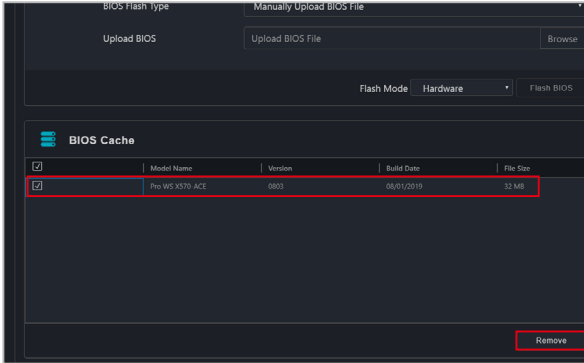 BIOS Flash Type Manually Upload BIOS File
Upload BIOS Upload BIOS File Browse
Flash Mode Hardware Flash BIOS
BIOS Cache
Model Name Version Build Date File Size
Pro WS X570-ACE 0803 08/01/2019 32 MB
Remove